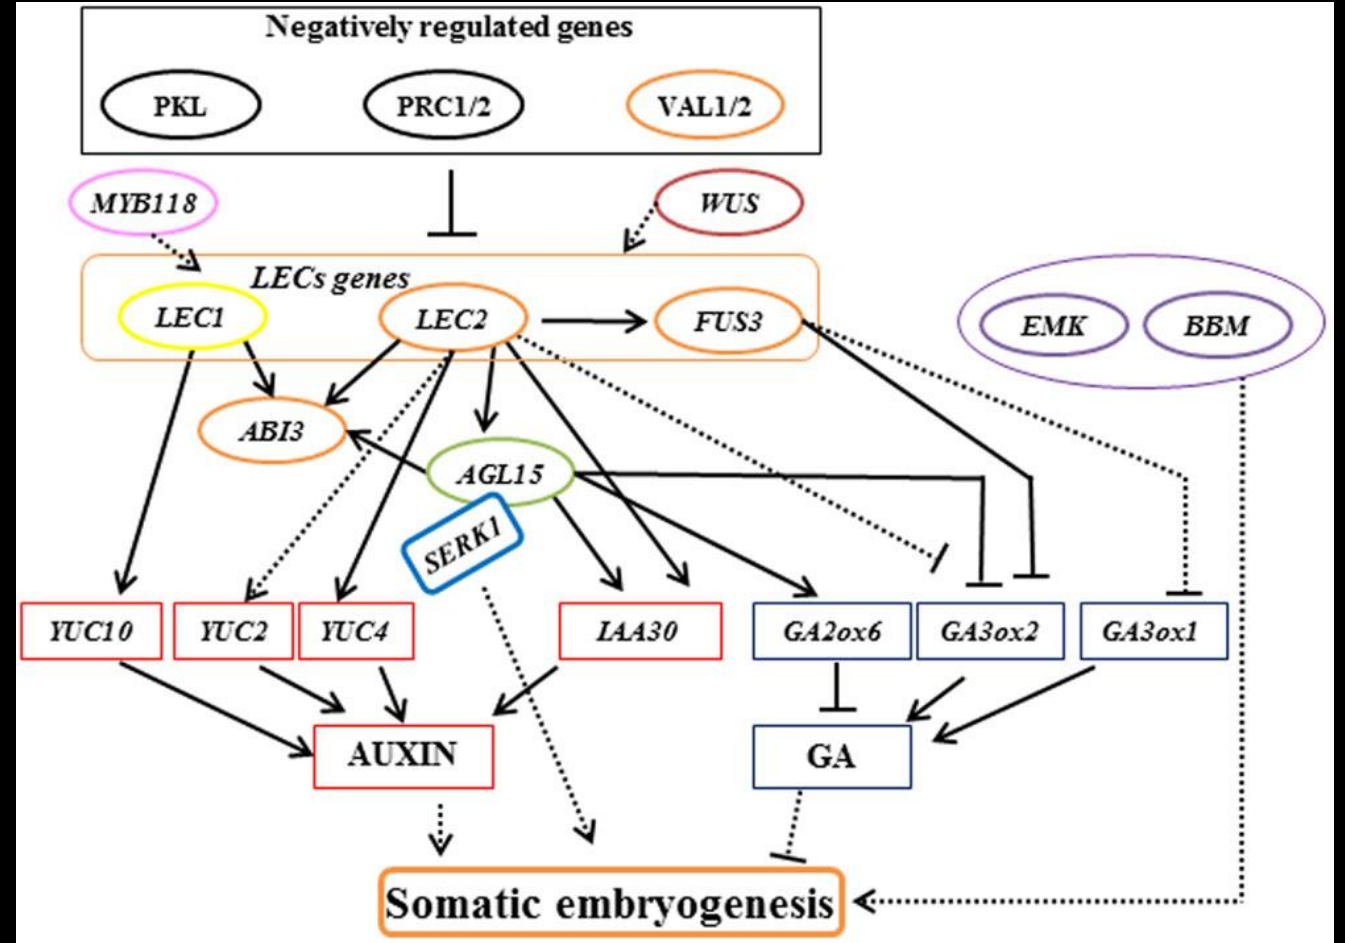 Negatively regulated genes
PKL
PRC1/2
VAL1/2
MYB118
WUS
LECs genes
LEC1
LEC2
FUS3
EMK
BBM
ABI3
AGL15
SERK1
YUC10
YUC2
YUC4
IAA30
GA2ox6
GA3ox2
GA3ox1
AUXIN
GA
Somatic embryogenesis